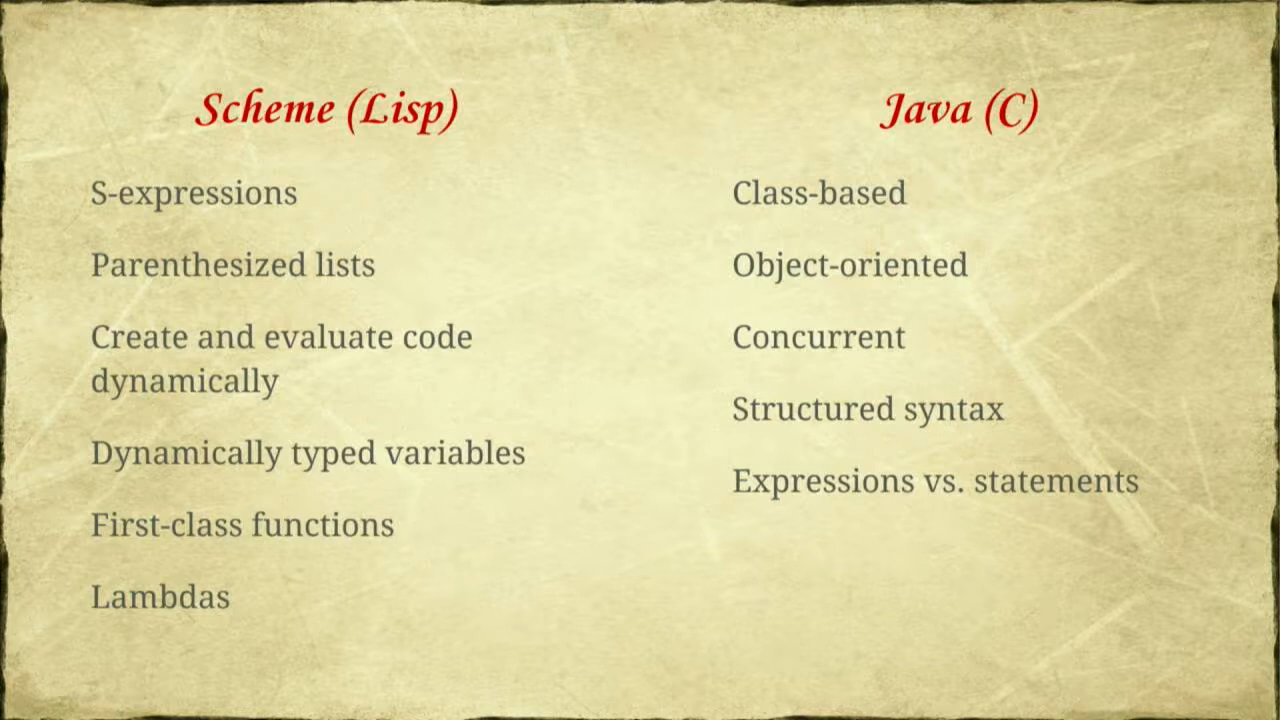 Scheme (Lisp)
S-expressions
Parenthesized lists
Create and evaluate code
dynamically
Dynamically typed variables
First-class functions
Lambdas
Java (C)
Class-based
Object-oriented
Concurrent
Structured syntax
Expressions vs. statements